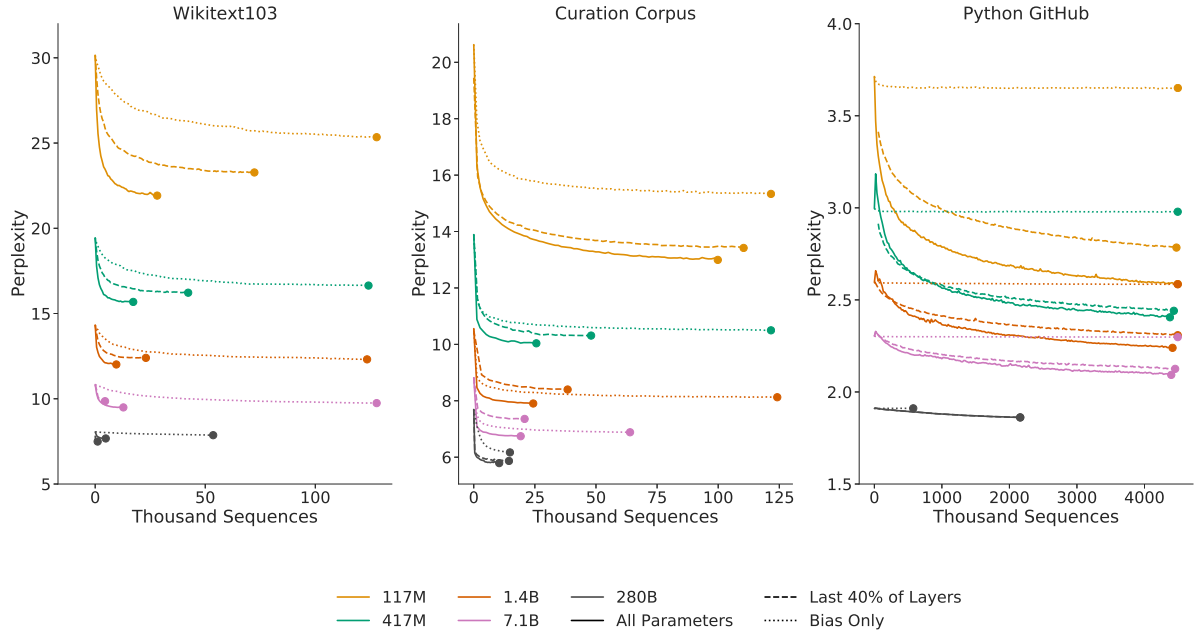 Wikitext103
Curation Corpus
Python GitHub
Perplexity
30
25
20
15
10
5
0
50
100
Thousand Sequences
Perplexity
20
18
16
14
12
10
8
6
0
25
50
75
100
125
Thousand Sequences
Perplexity
4.0
3.5
3.0
2.5
2.0
1.5
0
1000
2000
3000
4000
Thousand Sequences
117M
417M
1.4B
7.1B
280B
All Parameters
Last 40% of Layers
Bias Only